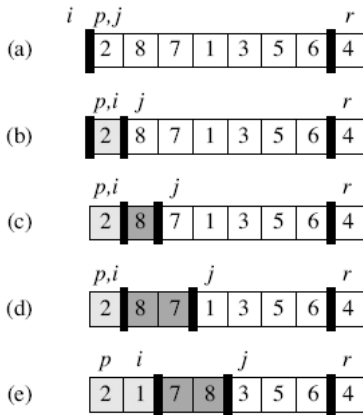 i p,j r
(a) 2 8 7 1 3 5 6 4
p,i j r
(b) 2 8 7 1 3 5 6 4
p,i j r
(c) 2 8 7 1 3 5 6 4
p,i j r
(d) 2 8 7 1 3 5 6 4
p i j r
(e) 2 1 7 8 3 5 6 4